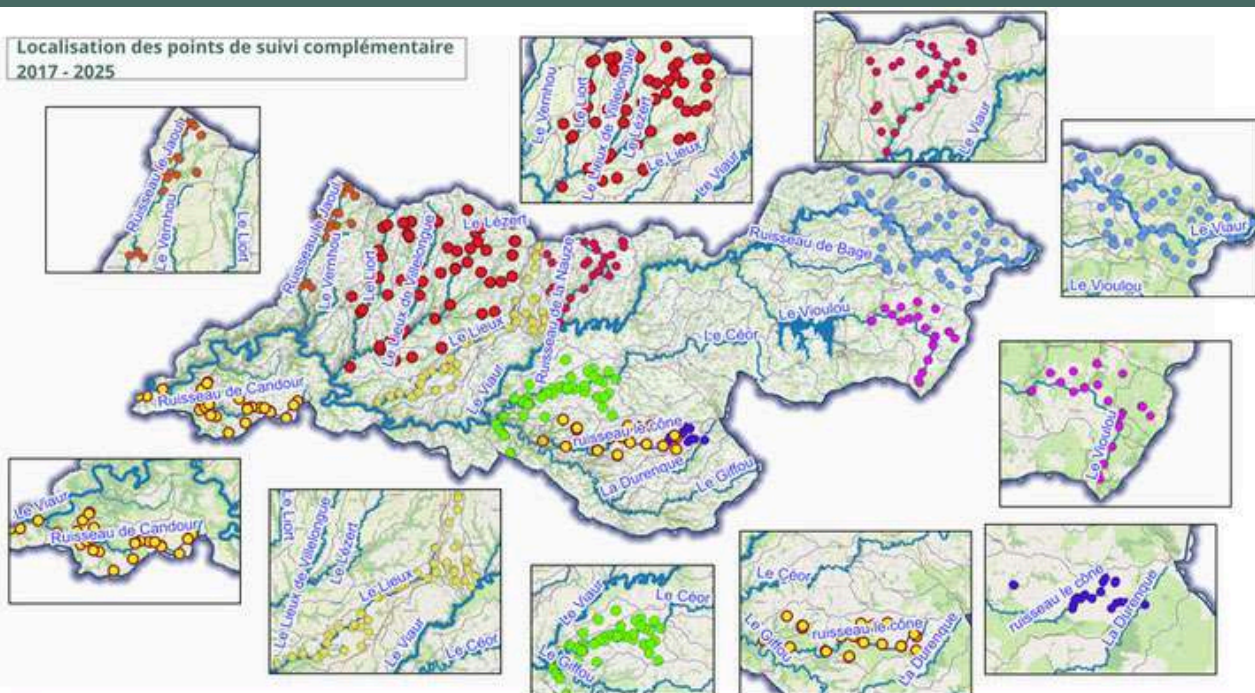 Localisation des points de suivi complémentaire
2017 - 2025
Ruisseau le Jaoul
Le Vernhou
Le Liort
Le Vernhou
Le Liort
Le Lieux de Villelongue
Le Lézert
Le Lieux
Le Viaur
Le Viaur
Le Viaur
Le Vioulou
Ruisseau le Jaoul
Le Vernhou
Le Liort
Le Lieux de Villelongue
Le Lézert
Le Lieux
Le Viaur
Ruisseau de la Nauze
Ruisseau de Bage
Le Vioulou
Le Céor
Ruisseau de Candour
ruisseau le cône
La Durenque
Le Giffou
Le Vioulou
Le Viaur
Ruisseau de Candour
Le Liort
Le Lieux de Villelongue
Le Lézert
Le Lieux
Le Viaur
Le Céor
Le Viaur
Le Céor
Le Giffou
Le Céor
ruisseau le cône
Le Giffou
La Durenque
ruisseau le cône
La Durenque